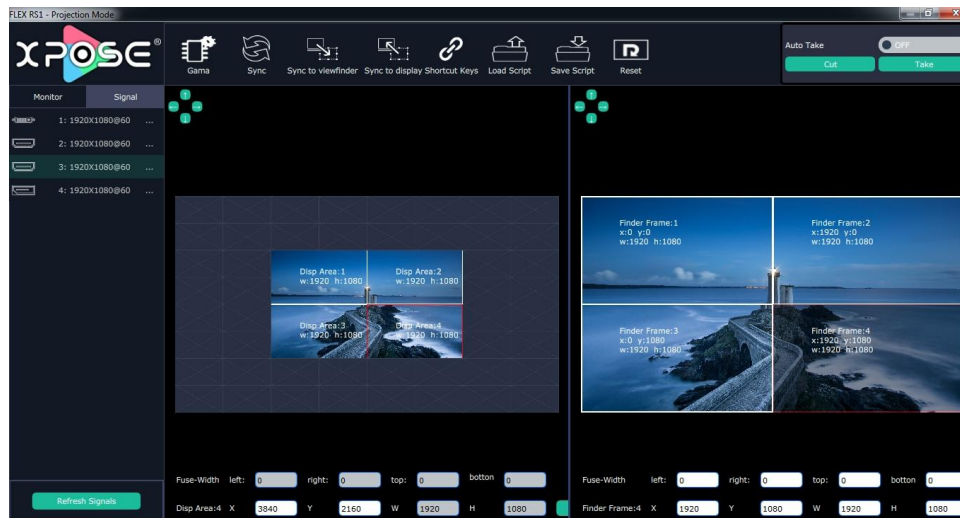 FLEX RS1 - Projection Mode
XPOSE®
Gama
Sync
Sync to viewfinder
Sync to display
Shortcut Keys
Load Script
Save Script
Reset
Auto Take
OFF
Cut
Take
Monitor
Signal
1: 1920X1080@60 ...
2: 1920X1080@60 ...
3: 1920X1080@60 ...
4: 1920X1080@60 ...
Disp Area:1
w:1920 h:1080
Disp Area:2
w:1920 h:1080
Disp Area:3
w:1920 h:1080
Disp Area:4
w:1920 h:1080
Finder Frame:1
x:0 y:0
w:1920 h:1080
Finder Frame:2
x:1920 y:0
w:1920 h:1080
Finder Frame:3
x:0 y:1080
w:1920 h:1080
Finder Frame:4
x:1920 y:1080
w:1920 h:1080
Fuse-Width left: 0 right: 0 top: 0 botton 0
Disp Area:4 X 3840 Y 2160 W 1920 H 1080
Fuse-Width left: 0 right: 0 top: 0 botton 0
Finder Frame:4 X 1920 Y 1080 W 1920 H 1080
Refresh Signals